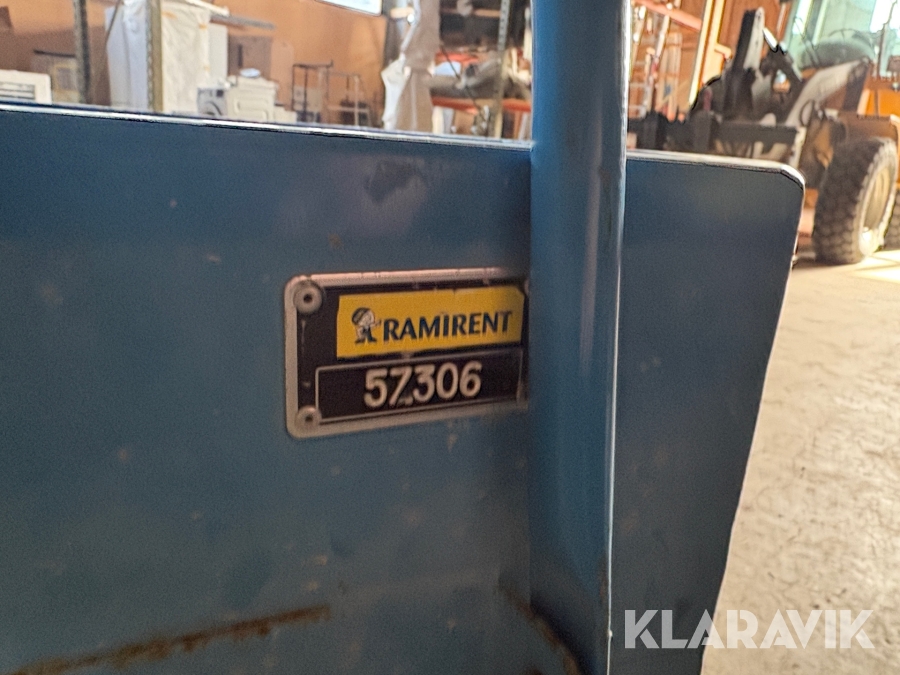 RAMIRENT
57306
KLARAVIK